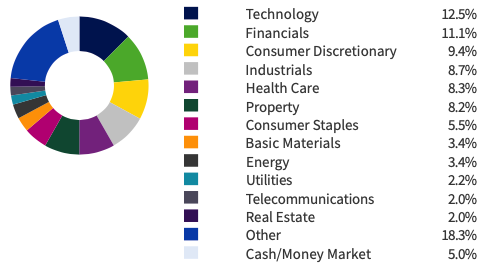 Technology 12.5%
Financials 11.1%
Consumer Discretionary 9.4%
Industrials 8.7%
Health Care 8.3%
Property 8.2%
Consumer Staples 5.5%
Basic Materials 3.4%
Energy 3.4%
Utilities 2.2%
Telecommunications 2.0%
Real Estate 2.0%
Other 18.3%
Cash/Money Market 5.0%